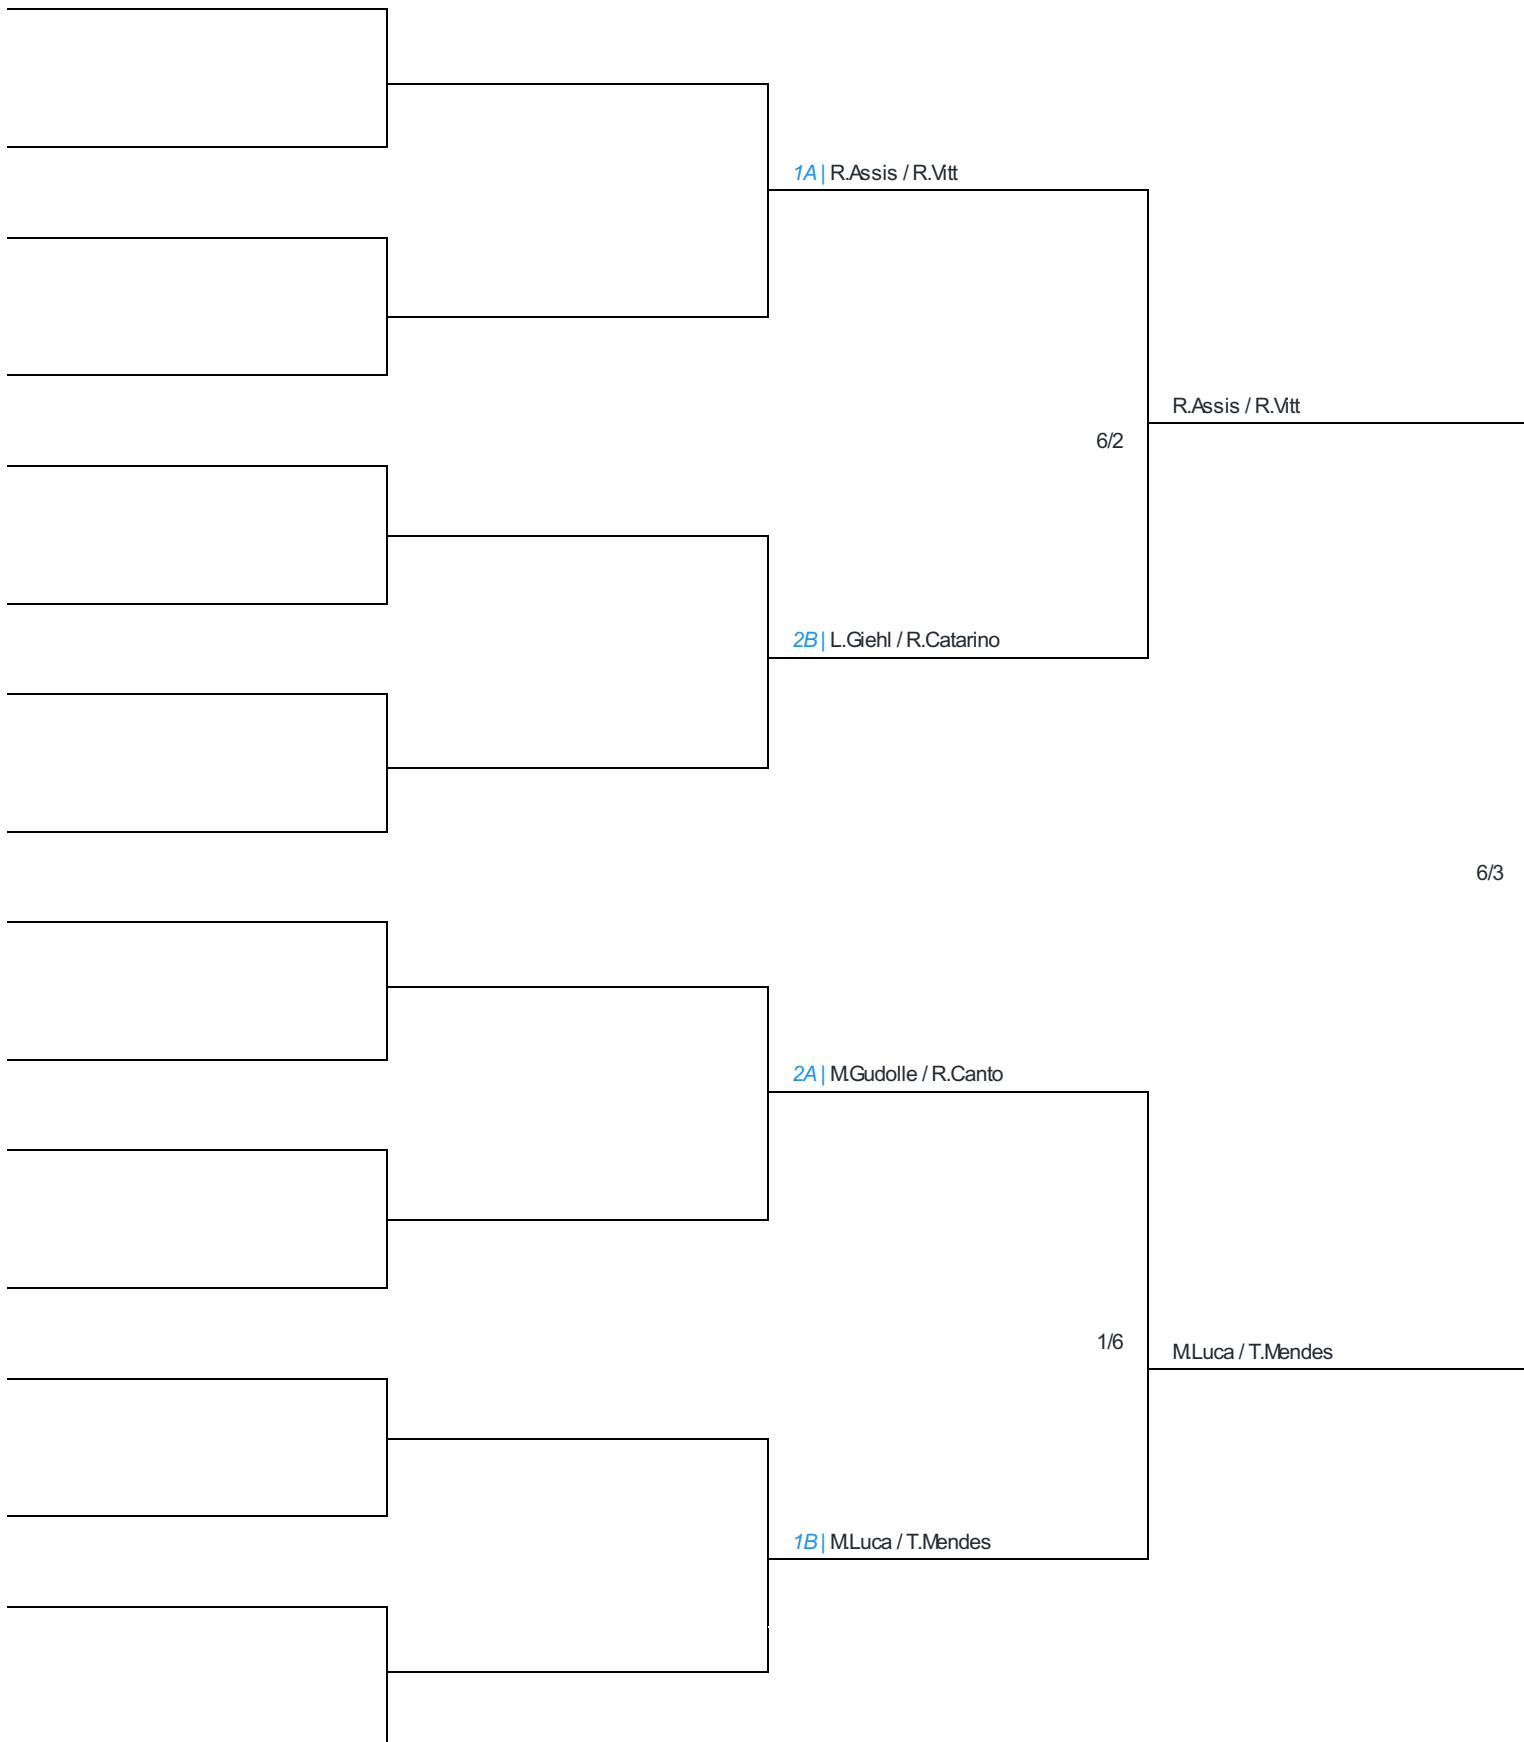 1A | R.Assis / R.Vitt
R.Assis / R.Vitt
6/2
2B | L.Giehl / R.Catarino
6/3
2A | M.Gudolle / R.Canto
1/6
M.Luca / T.Mendes
1B | M.Luca / T.Mendes